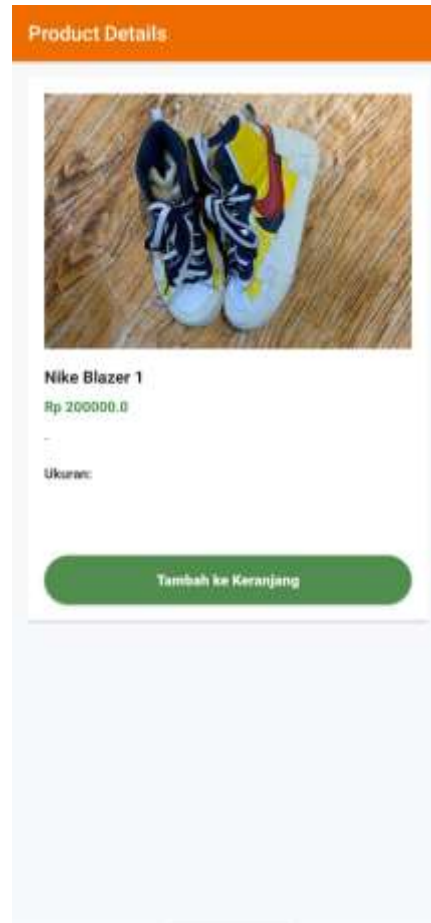 Product Details
Nike Blazer 1
Rp 200000.0
-
Ukuran:
Tambah ke Keranjang